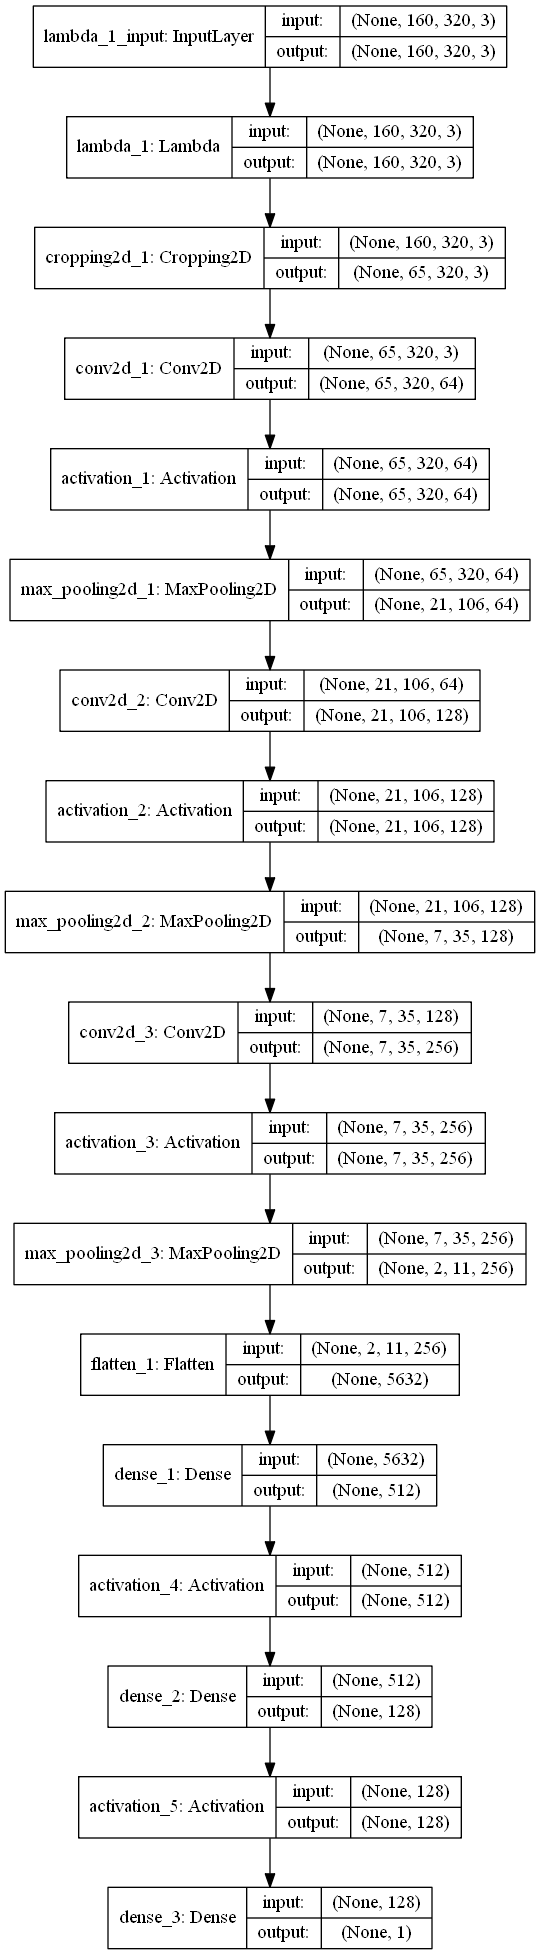 lambda_1_input: InputLayer
input: (None, 160, 320, 3)
output: (None, 160, 320, 3)
lambda_1: Lambda
input: (None, 160, 320, 3)
output: (None, 160, 320, 3)
cropping2d_1: Cropping2D
input: (None, 160, 320, 3)
output: (None, 65, 320, 3)
conv2d_1: Conv2D
input: (None, 65, 320, 3)
output: (None, 65, 320, 64)
activation_1: Activation
input: (None, 65, 320, 64)
output: (None, 65, 320, 64)
max_pooling2d_1: MaxPooling2D
input: (None, 65, 320, 64)
output: (None, 21, 106, 64)
conv2d_2: Conv2D
input: (None, 21, 106, 64)
output: (None, 21, 106, 128)
activation_2: Activation
input: (None, 21, 106, 128)
output: (None, 21, 106, 128)
max_pooling2d_2: MaxPooling2D
input: (None, 21, 106, 128)
output: (None, 7, 35, 128)
conv2d_3: Conv2D
input: (None, 7, 35, 128)
output: (None, 7, 35, 256)
activation_3: Activation
input: (None, 7, 35, 256)
output: (None, 7, 35, 256)
max_pooling2d_3: MaxPooling2D
input: (None, 7, 35, 256)
output: (None, 2, 11, 256)
flatten_1: Flatten
input: (None, 2, 11, 256)
output: (None, 5632)
dense_1: Dense
input: (None, 5632)
output: (None, 512)
activation_4: Activation
input: (None, 512)
output: (None, 512)
dense_2: Dense
input: (None, 512)
output: (None, 128)
activation_5: Activation
input: (None, 128)
output: (None, 128)
dense_3: Dense
input: (None, 128)
output: (None, 1)